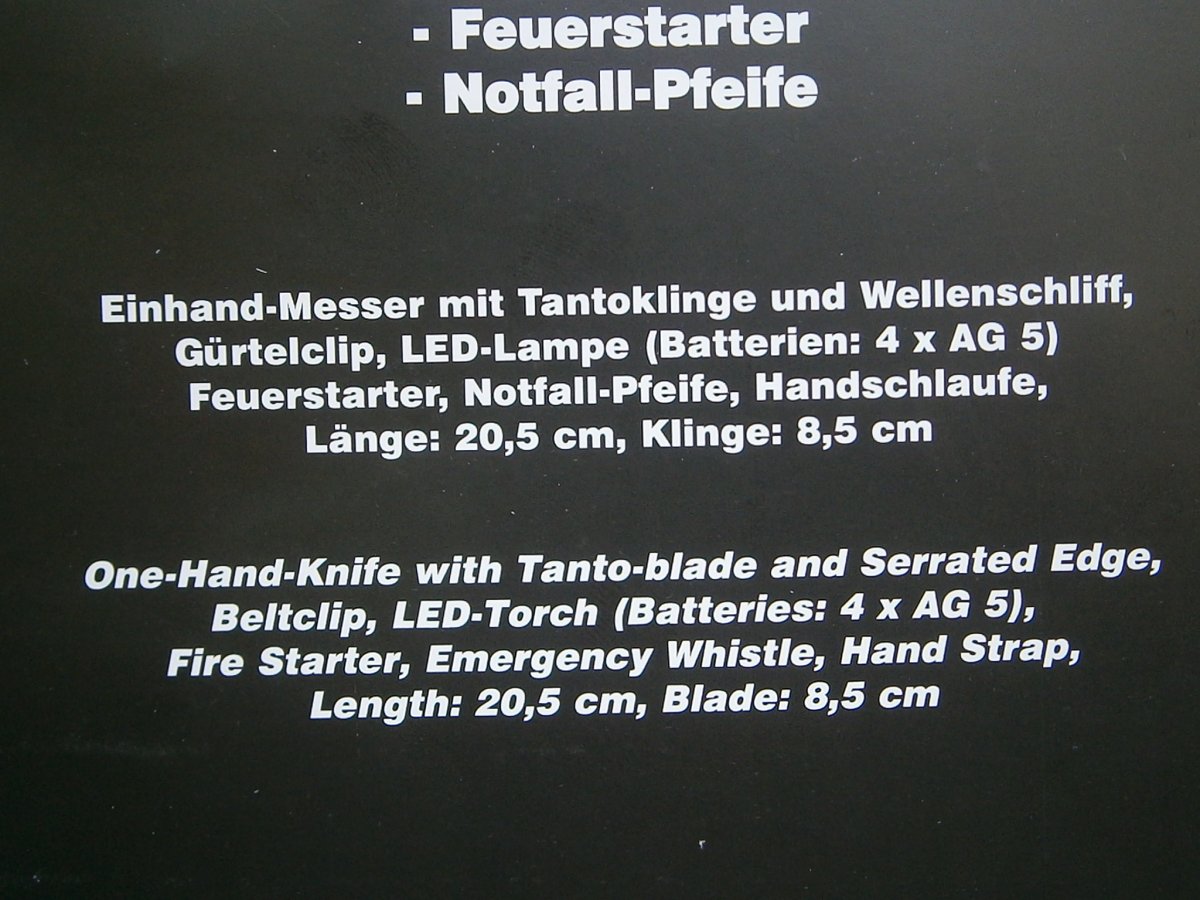 - Feuerstarter
- Notfall-Pfeife
Einhand-Messer mit Tantoklinge und Wellenschliff,
Gürtelclip, LED-Lampe (Batterien: 4 x AG 5)
Feuerstarter, Notfall-Pfeife, Handschlaufe,
Länge: 20,5 cm, Klinge: 8,5 cm
One-Hand-Knife with Tanto-blade and Serrated Edge,
Beltclip, LED-Torch (Batteries: 4 x AG 5),
Fire Starter, Emergency Whistle, Hand Strap,
Length: 20,5 cm, Blade: 8,5 cm